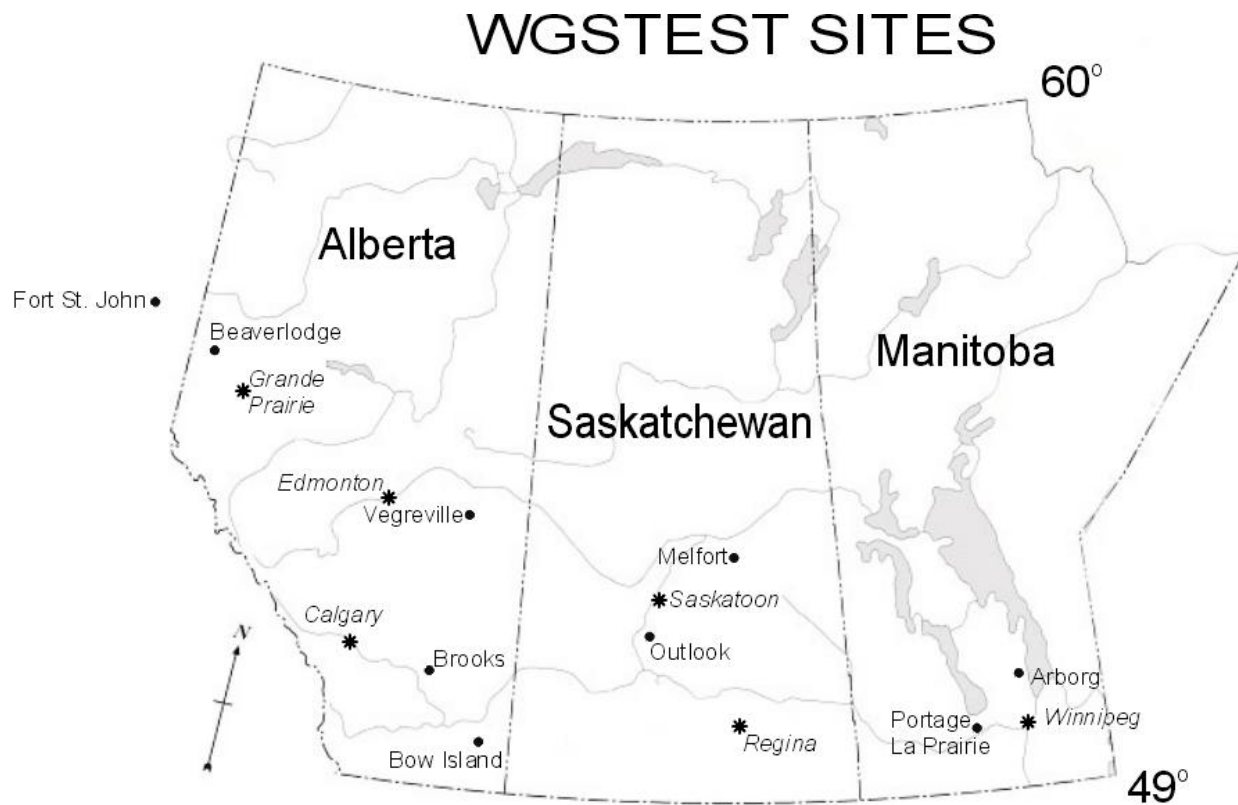 WGSTEST SITES
60°
Alberta
Fort St. John
Beaverlodge
Grande
Prairie
Manitoba
Saskatchewan
Edmonton
Vegreville
Melfort
Saskatoon
Calgary
N
Outlook
Brooks
Arborg
Portage
La Prairie
Winnipeg
Regina
Bow Island
49°